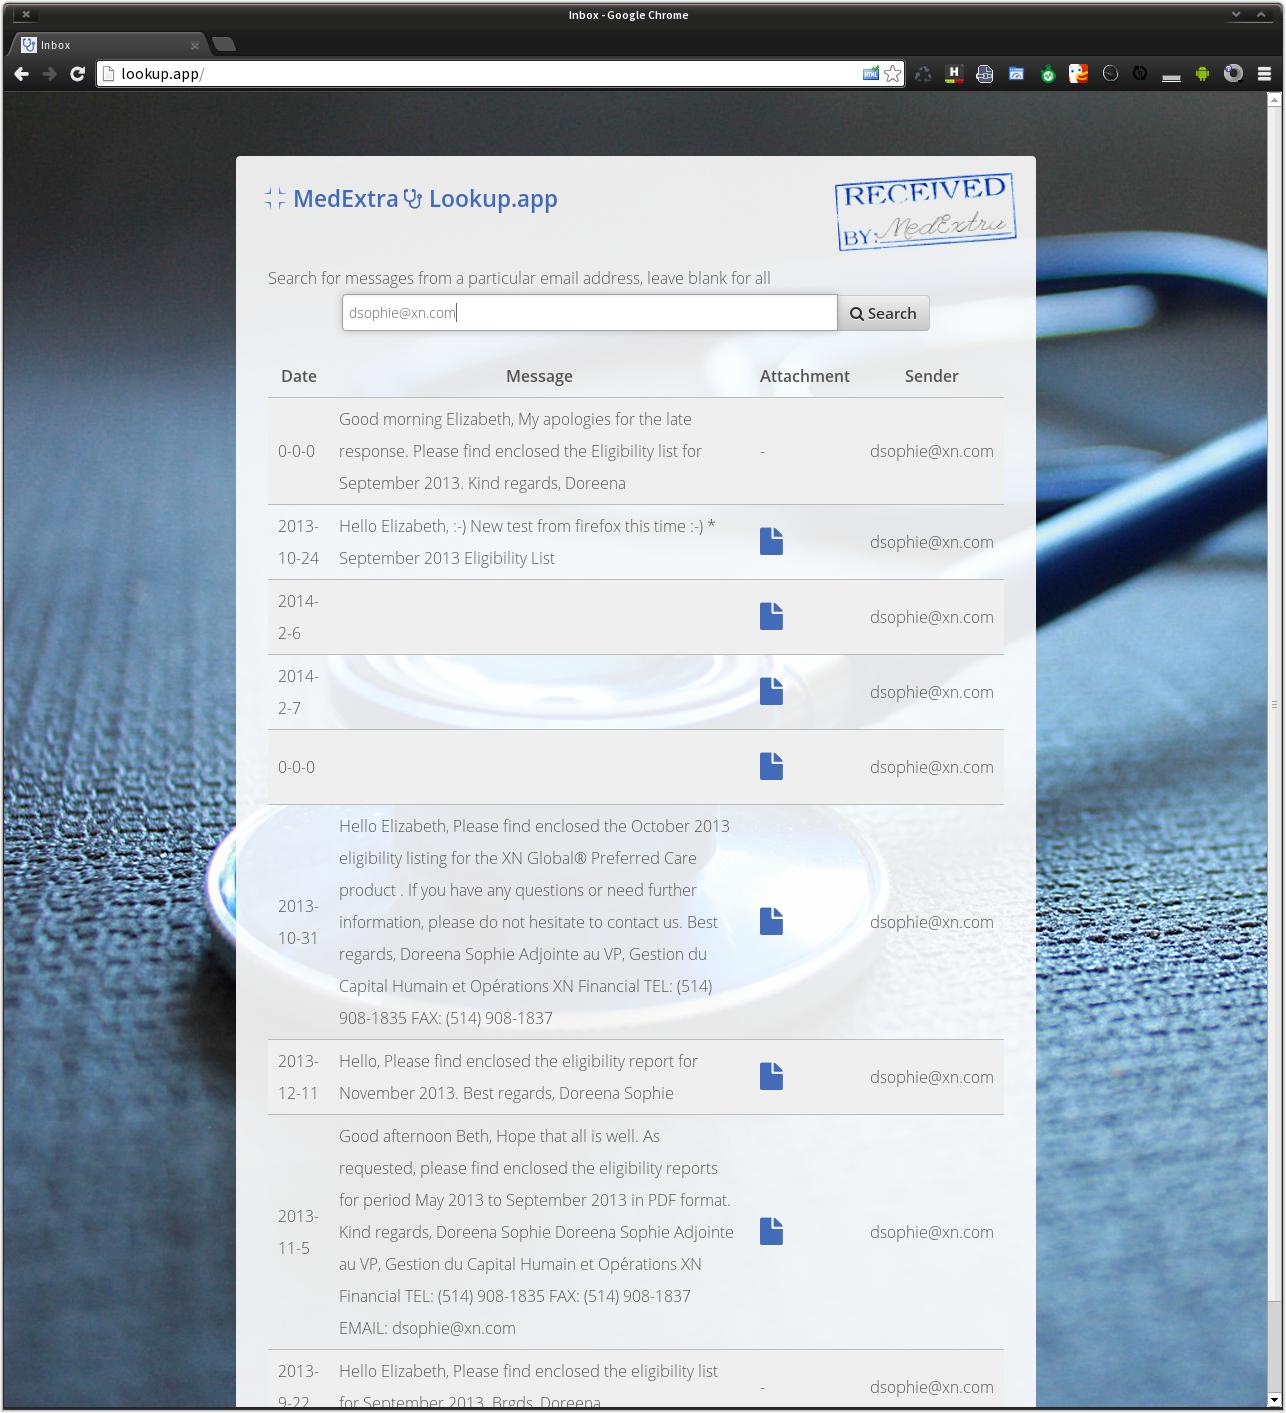 Inbox - Google Chrome
Inbox
lookup.app/
MedExtra Lookup.app
RECEIVED
BY: MedExtra
Search for messages from a particular email address, leave blank for all
dsophie@xn.com
Search
Date Message Attachment Sender
Good morning Elizabeth, My apologies for the late
0-0-0 response. Please find enclosed the Eligibility list for - dsophie@xn.com
September 2013. Kind regards, Doreena
2013- Hello Elizabeth, :-) New test from firefox this time :-) *
dsophie@xn.com
10-24 September 2013 Eligibility List
2014-
dsophie@xn.com
2-6
2014-
dsophie@xn.com
2-7
0-0-0 dsophie@xn.com
Hello Elizabeth, Please find enclosed the October 2013
eligibility listing for the XN Global® Preferred Care
product . If you have any questions or need further
2013-
information, please do not hesitate to contact us. Best dsophie@xn.com
10-31
regards, Doreena Sophie Adjointe au VP, Gestion du
Capital Humain et Opérations XN Financial TEL: (514)
908-1835 FAX: (514) 908-1837
2013- Hello, Please find enclosed the eligibility report for
dsophie@xn.com
12-11 November 2013. Best regards, Doreena Sophie
Good afternoon Beth, Hope that all is well. As
requested, please find enclosed the eligibility reports
for period May 2013 to September 2013 in PDF format.
2013-
Kind regards, Doreena Sophie Doreena Sophie Adjointe dsophie@xn.com
11-5
au VP, Gestion du Capital Humain et Opérations XN
Financial TEL: (514) 908-1835 FAX: (514) 908-1837
EMAIL: dsophie@xn.com
2013- Hello Elizabeth, Please find enclosed the eligibility list
- dsophie@xn.com
9-22 for September 2013. Brgds, Doreena